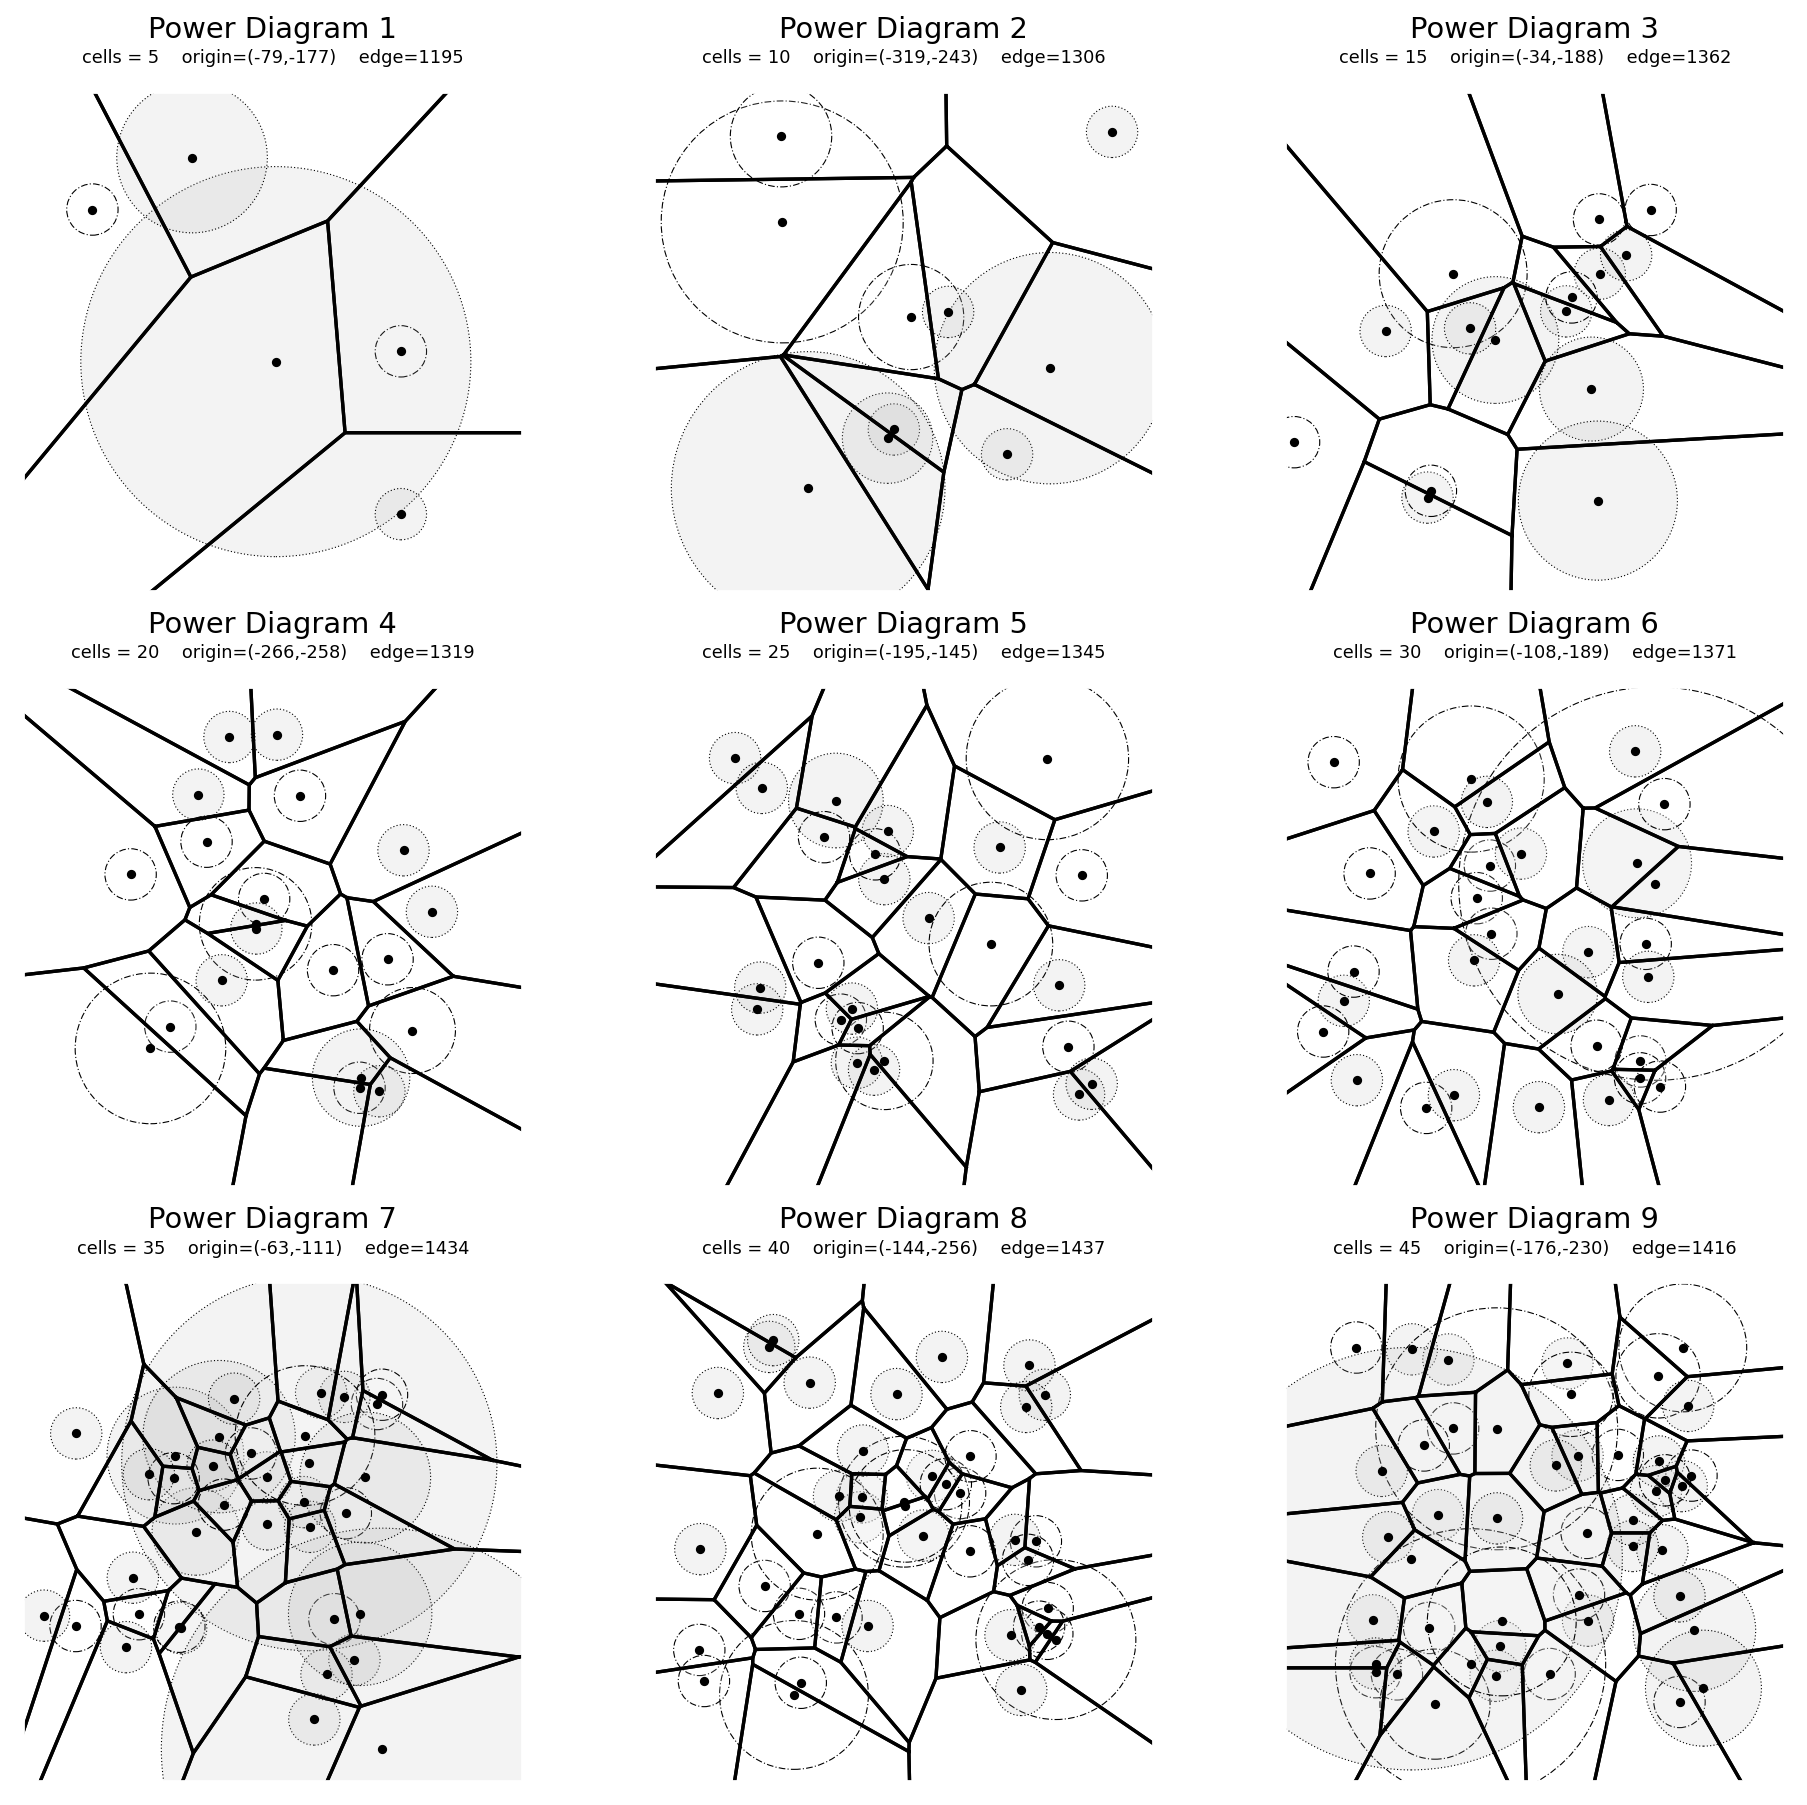 Power Diagram 1
cells = 5    origin=(-79,-177)    edge=1195
Power Diagram 2
cells = 10    origin=(-319,-243)    edge=1306
Power Diagram 3
cells = 15    origin=(-34,-188)    edge=1362
Power Diagram 4
cells = 20    origin=(-266,-258)    edge=1319
Power Diagram 5
cells = 25    origin=(-195,-145)    edge=1345
Power Diagram 6
cells = 30    origin=(-108,-189)    edge=1371
Power Diagram 7
cells = 35    origin=(-63,-111)    edge=1434
Power Diagram 8
cells = 40    origin=(-144,-256)    edge=1437
Power Diagram 9
cells = 45    origin=(-176,-230)    edge=1416